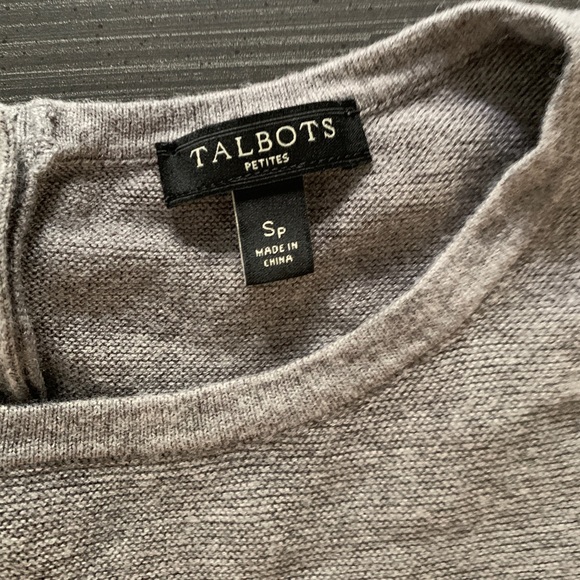 TALBOTS
PETITES
Sp
MADE IN
CHINA